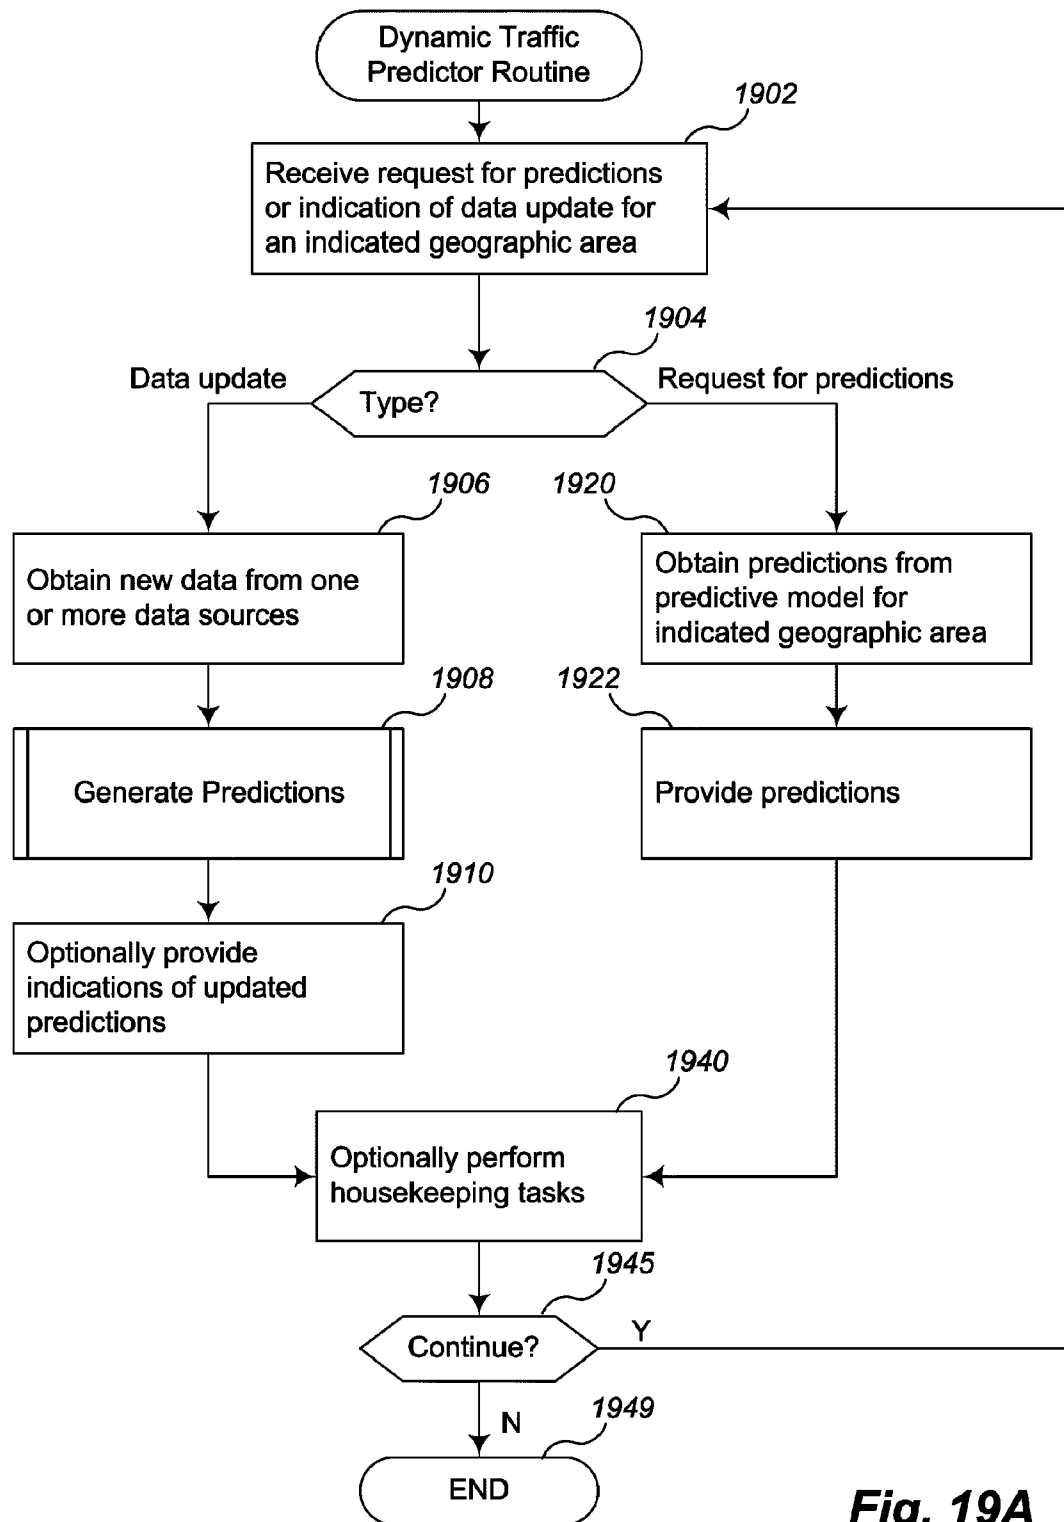 Dynamic Traffic
Predictor Routine
1902
Receive request for predictions
or indication of data update for
an indicated geographic area
1904
Data update
Type?
Request for predictions
1906
1920
Obtain new data from one
or more data sources
Obtain predictions from
predictive model for
indicated geographic area
1908
1922
Generate Predictions
Provide predictions
1910
Optionally provide
indications of updated
predictions
1940
Optionally perform
housekeeping tasks
1945
Continue?
Y
N
1949
END
Fig. 19A